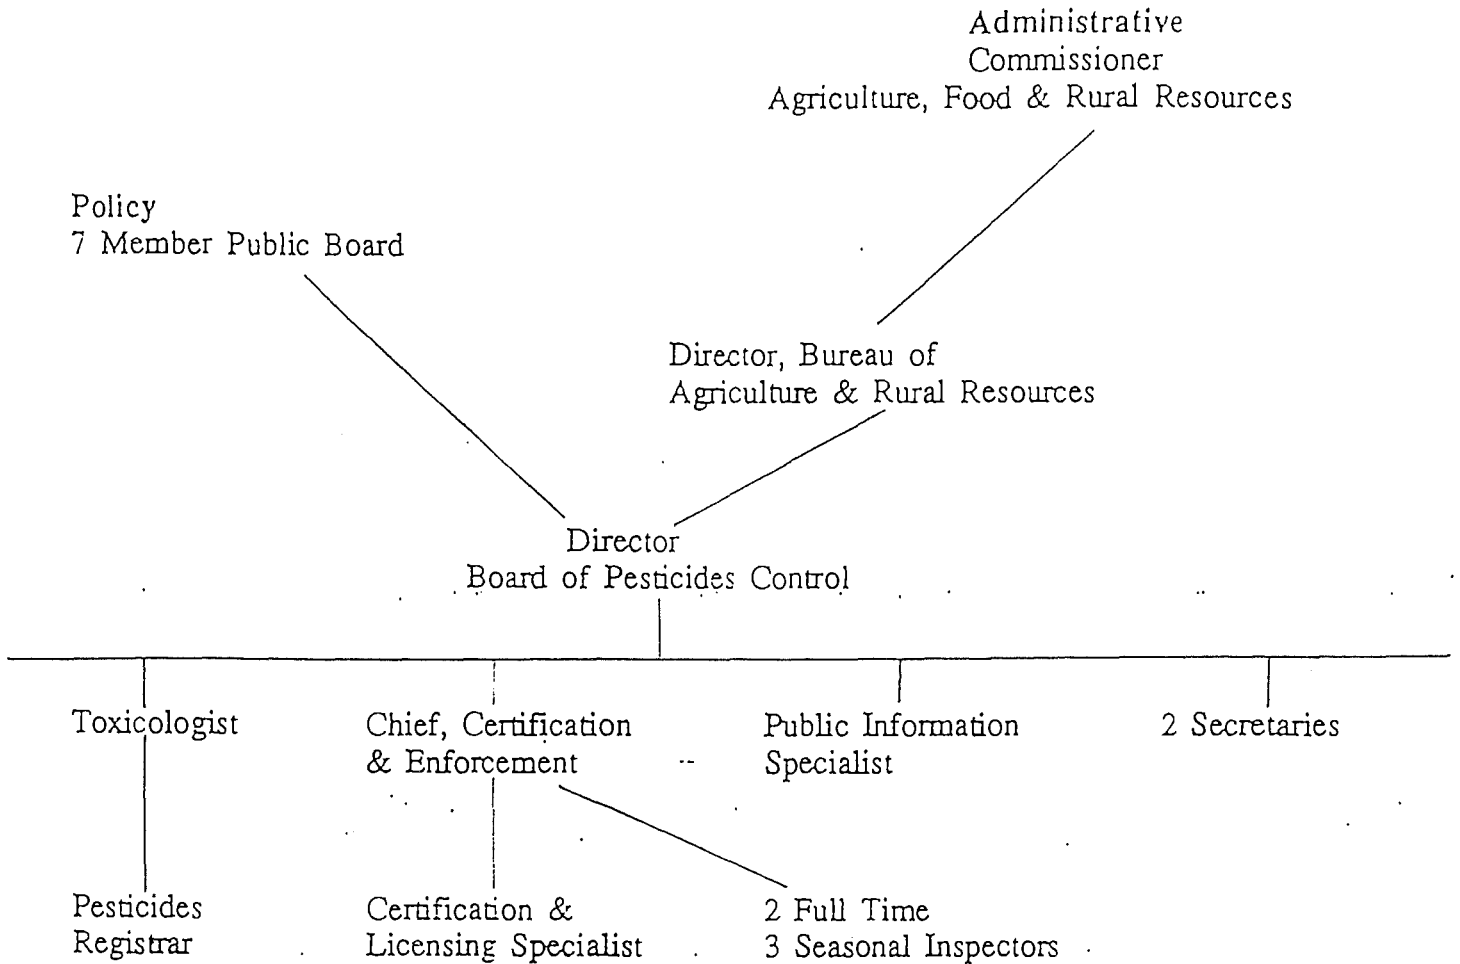 Administrative
Commissioner
Agriculture, Food & Rural Resources
Policy
7 Member Public Board
Director, Bureau of
Agriculture & Rural Resources
Director
Board of Pesticides Control
Toxicologist
Chief, Certification
& Enforcement
Public Information
Specialist
2 Secretaries
Pesticides
Registrar
Certification &
Licensing Specialist
2 Full Time
3 Seasonal Inspectors